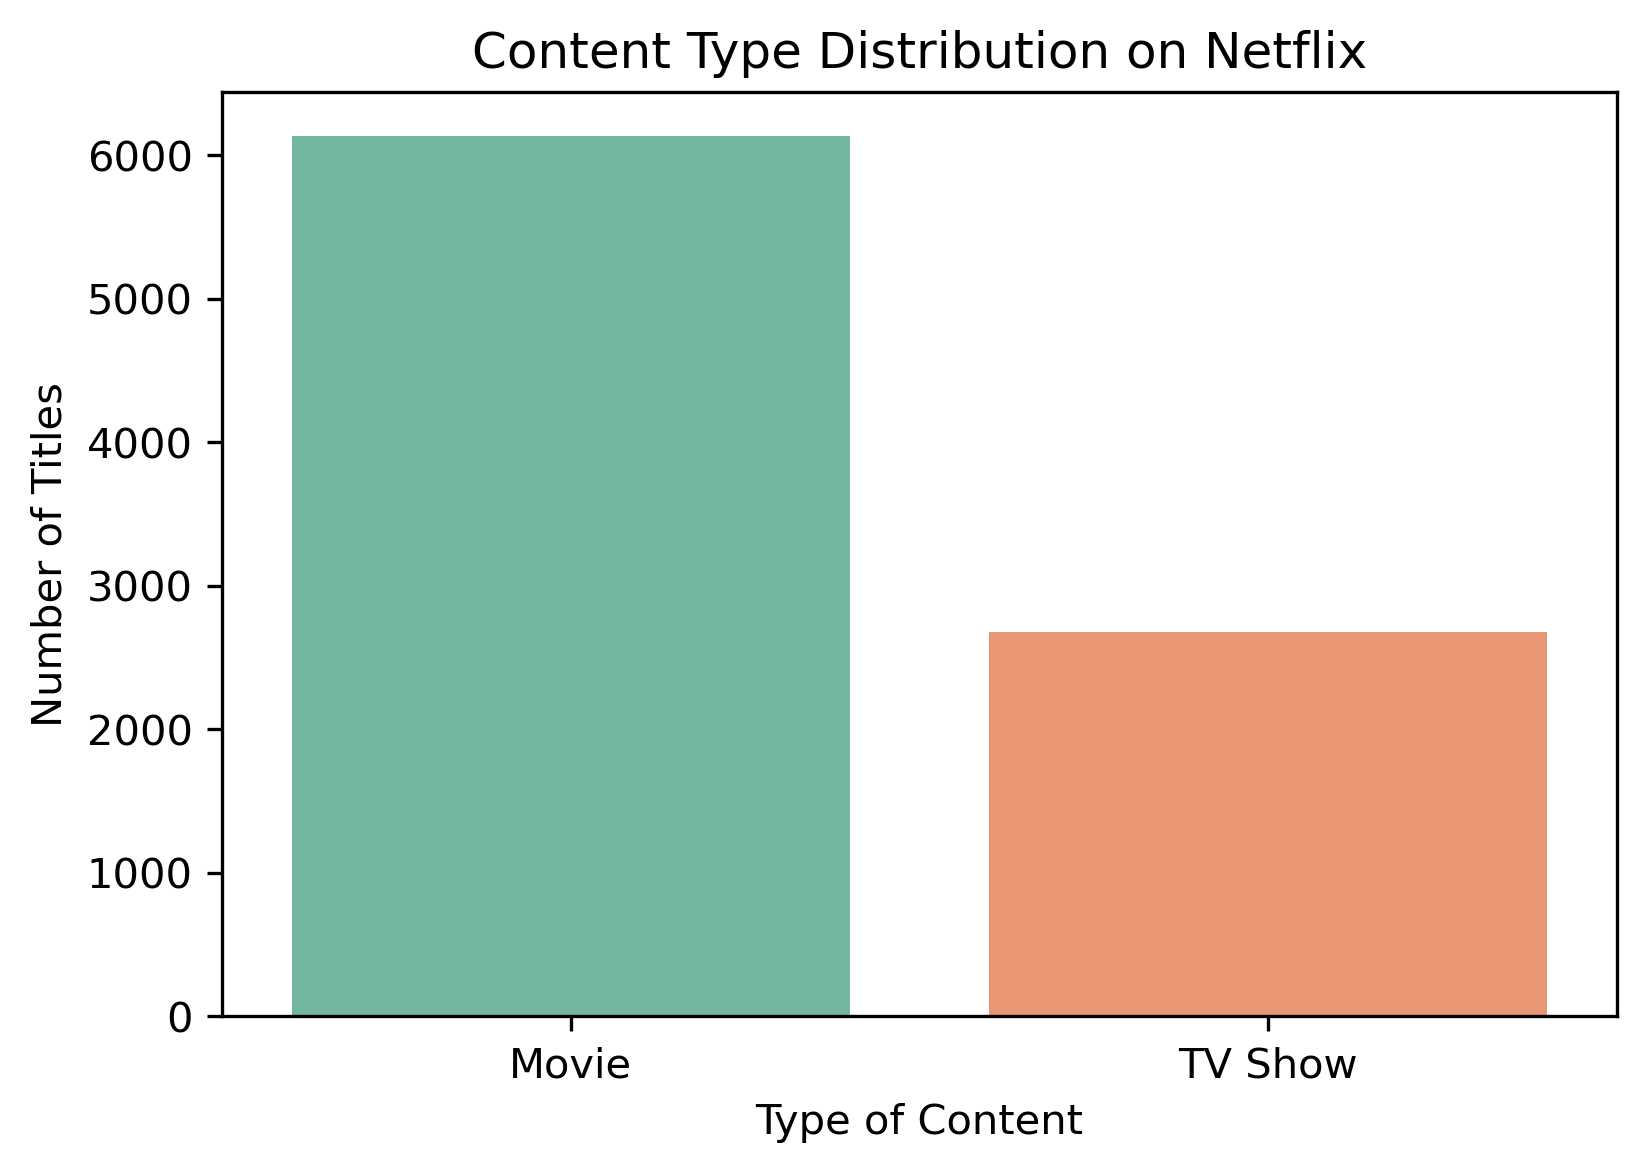 Content Type Distribution on Netflix
Number of Titles
6000
5000
4000
3000
2000
1000
0
Movie
TV Show
Type of Content